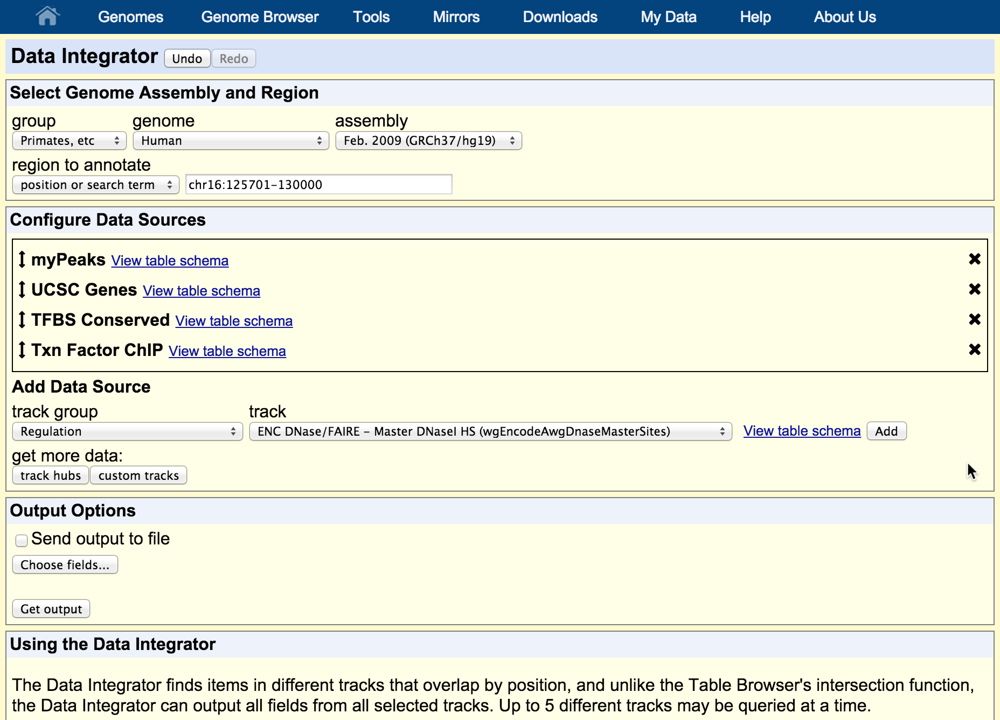 Genomes Genome Browser Tools Mirrors Downloads My Data Help About Us
Data Integrator Undo Redo
Select Genome Assembly and Region
group genome assembly
Primates, etc Human Feb. 2009 (GRCh37/hg19)
region to annotate
position or search term chr16:125701-130000
Configure Data Sources
myPeaks View table schema
UCSC Genes View table schema
TFBS Conserved View table schema
Txn Factor ChIP View table schema
Add Data Source
track group track
Regulation ENC DNase/FAIRE - Master DNaseI HS (wgEncodeAwgDnaseMasterSites) View table schema Add
get more data:
track hubs custom tracks
Output Options
Send output to file
Choose fields...
Get output
Using the Data Integrator
The Data Integrator finds items in different tracks that overlap by position, and unlike the Table Browser's intersection function,
the Data Integrator can output all fields from all selected tracks. Up to 5 different tracks may be queried at a time.